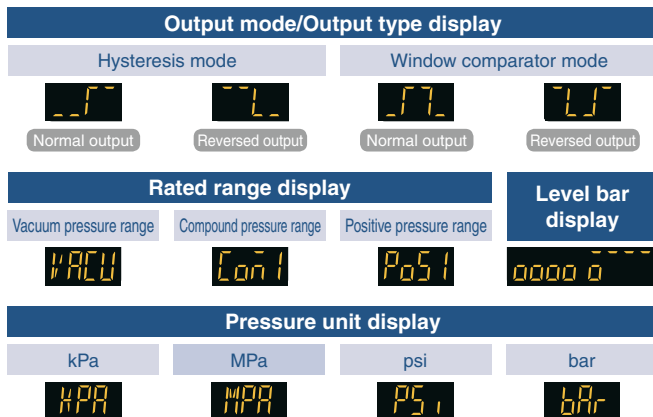 Output mode/Output type display
Hysteresis mode Window comparator mode
Normal output Reversed output Normal output Reversed output
Rated range display
Level bar
display
Vacuum pressure range Compound pressure range Positive pressure range
VACU Com1 PoS1
Pressure unit display
kPa MPa psi bar
KPA MPA PSi bAr